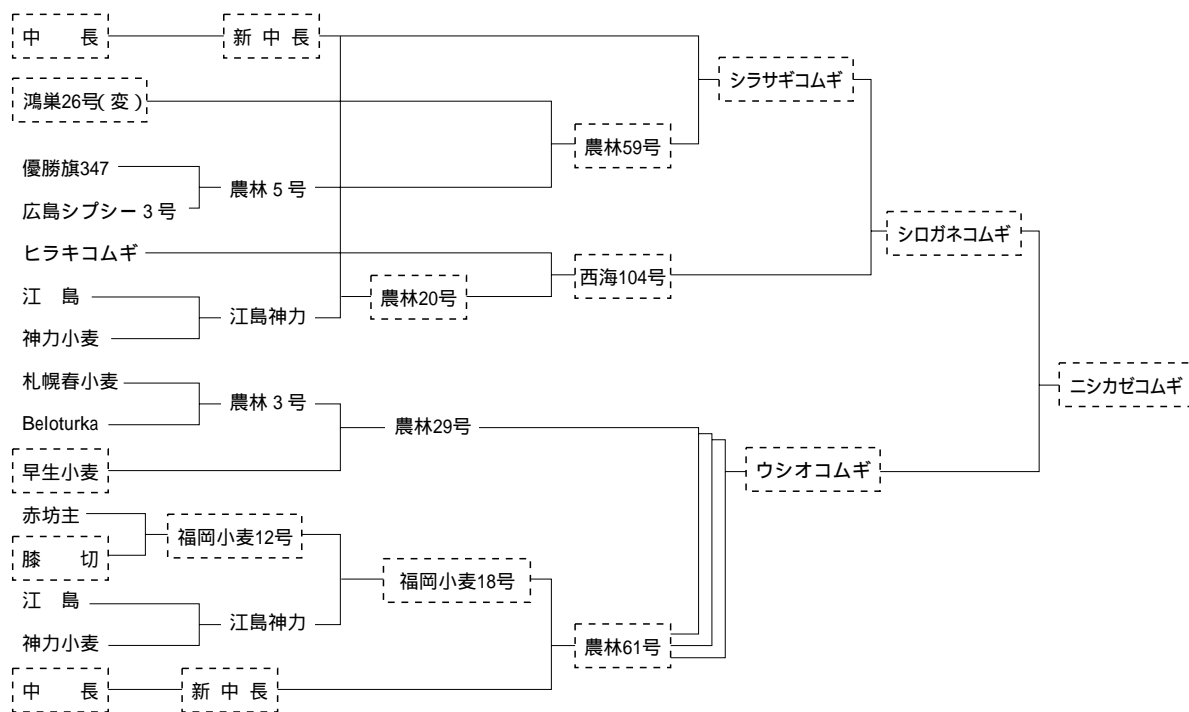 中　長
新中長
シラサギコムギ
鴻巣26号(変)
農林59号
優勝旗347
農林5号
広島シプシー3号
シロガネコムギ
ヒラキコムギ
西海104号
江　島
農林20号
江島神力
神力小麦
札幌春小麦
ニシカゼコムギ
農林3号
Beloturka
農林29号
早生小麦
ウシオコムギ
赤坊主
福岡小麦12号
膝　切
福岡小麦18号
江　島
江島神力
神力小麦
農林61号
中　長
新中長